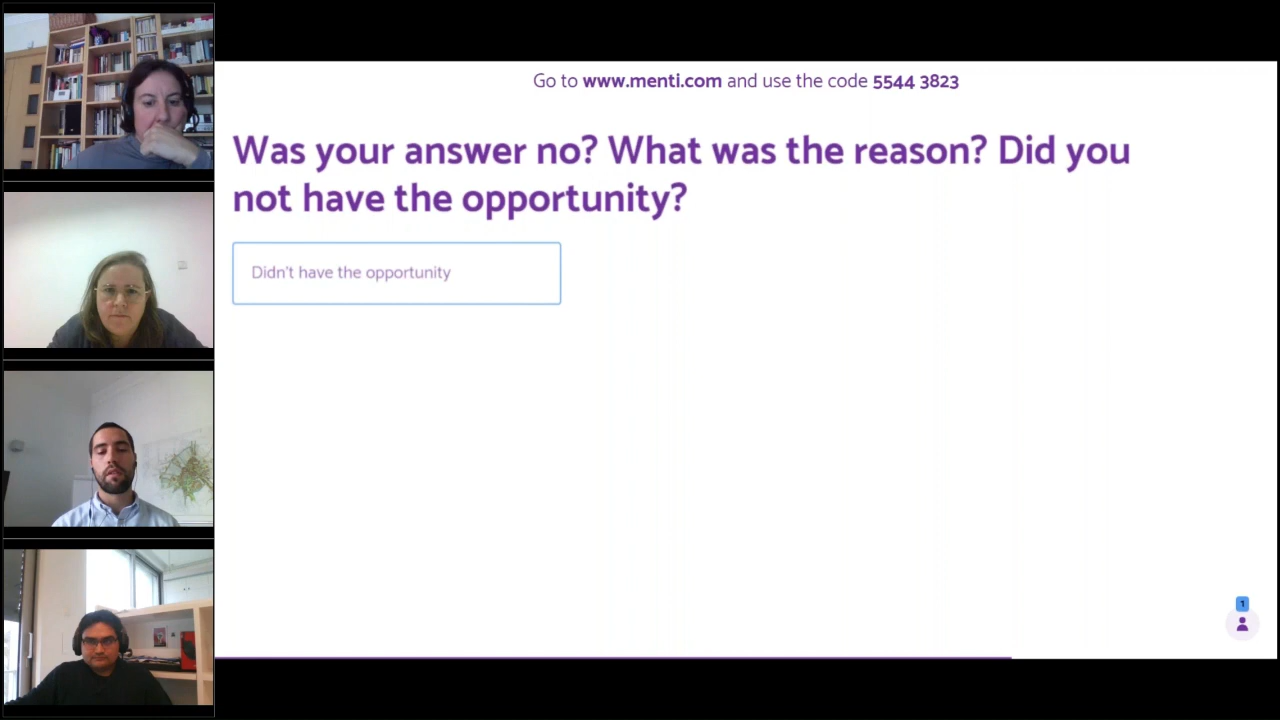 Go to www.menti.com and use the code 5544 3823
Was your answer no? What was the reason? Did you
not have the opportunity?
Didn't have the opportunity
1